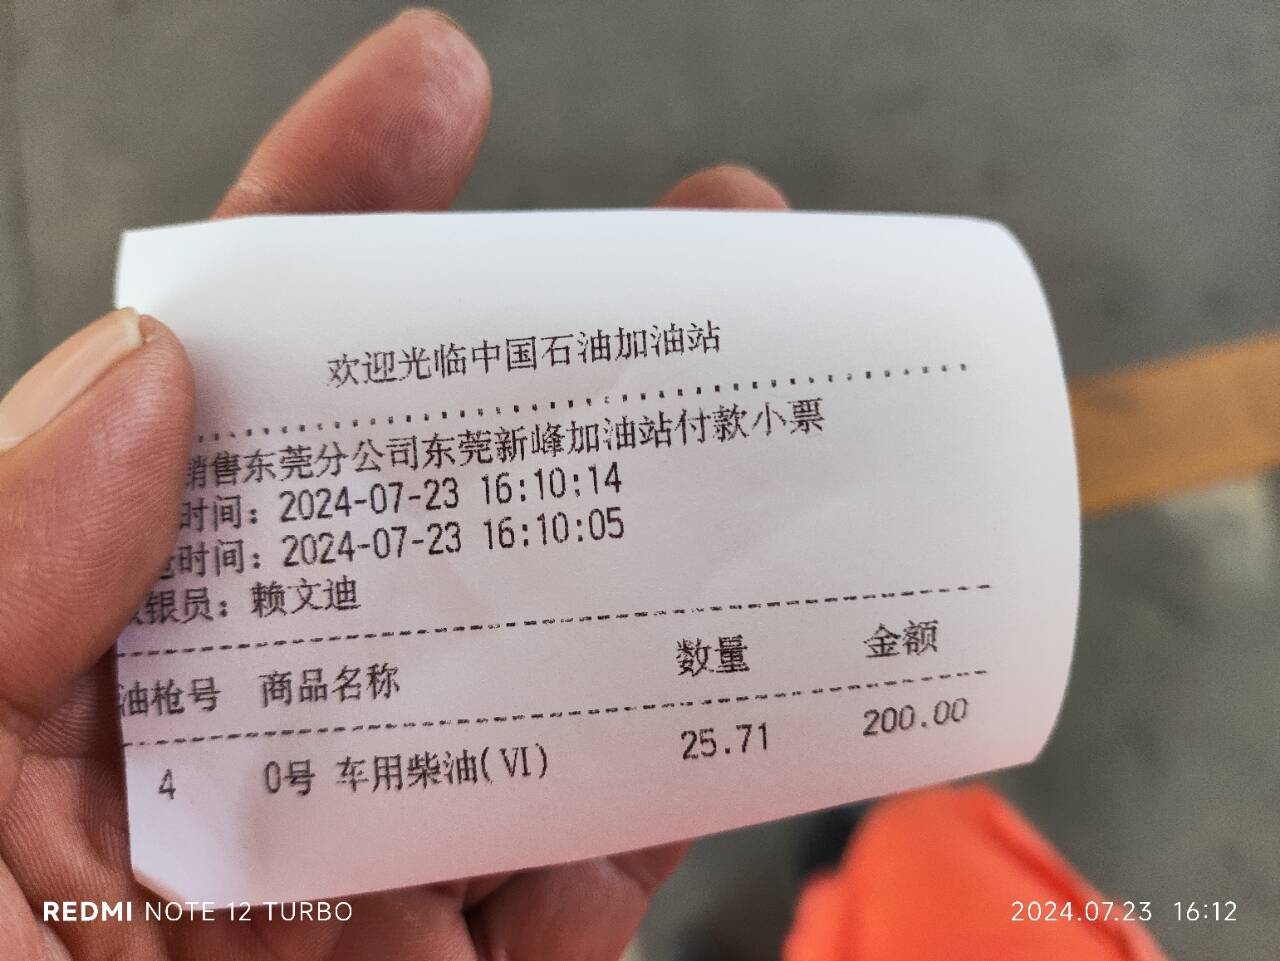 欢迎光临中国石油加油站
销售东莞分公司东莞新峰加油站付款小票
时间：2024-07-23 16:10:14
时间：2024-07-23 16:10:05
银员：赖文迪
油枪号 商品名称 数量 金额
4 0号 车用柴油(Ⅵ) 25.71 200.00
REDMI NOTE 12 TURBO
2024.07.23 16:12